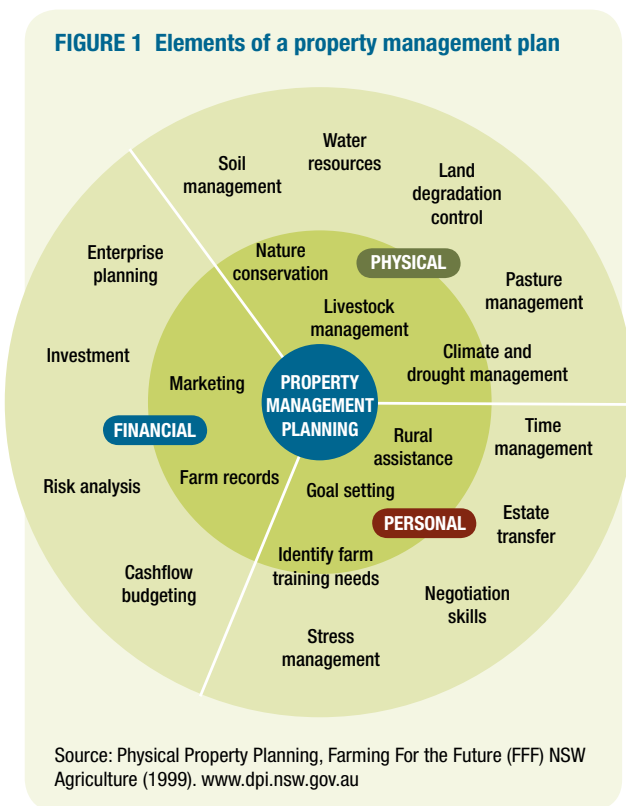 FIGURE 1 Elements of a property management plan
Soil
management
Water
resources
Land
degradation
control
Pasture
management
Nature
conservation
PHYSICAL
Livestock
management
Climate and
drought management
Enterprise
planning
Investment
Marketing
FINANCIAL
Farm records
Risk analysis
Cashflow
budgeting
PROPERTY
MANAGEMENT
PLANNING
Time
management
Rural
assistance
Goal setting
PERSONAL
Estate
transfer
Identify farm
training needs
Negotiation
skills
Stress
management
Source: Physical Property Planning, Farming For the Future (FFF) NSW
Agriculture (1999). www.dpi.nsw.gov.au